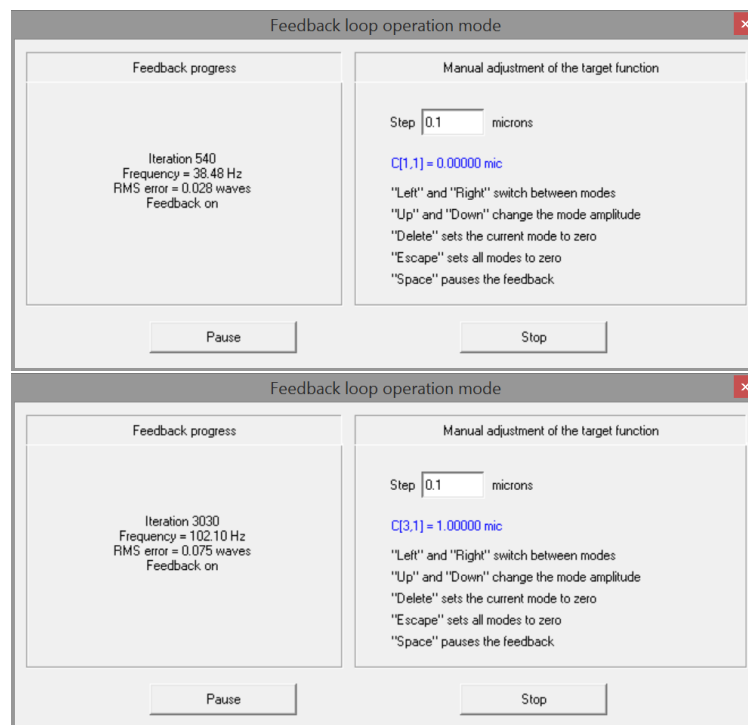 Feedback loop operation mode
Feedback progress
Iteration 540
Frequency = 38.48 Hz
RMS error = 0.028 waves
Feedback on
Manual adjustment of the target function
Step 0.1 microns
C[1,1] = 0.00000 mic
"Left" and "Right" switch between modes
"Up" and "Down" change the mode amplitude
"Delete" sets the current mode to zero
"Escape" sets all modes to zero
"Space" pauses the feedback
Pause
Stop
Feedback loop operation mode
Feedback progress
Iteration 3030
Frequency = 102.10 Hz
RMS error = 0.075 waves
Feedback on
Manual adjustment of the target function
Step 0.1 microns
C[3,1] = 1.00000 mic
"Left" and "Right" switch between modes
"Up" and "Down" change the mode amplitude
"Delete" sets the current mode to zero
"Escape" sets all modes to zero
"Space" pauses the feedback
Pause
Stop